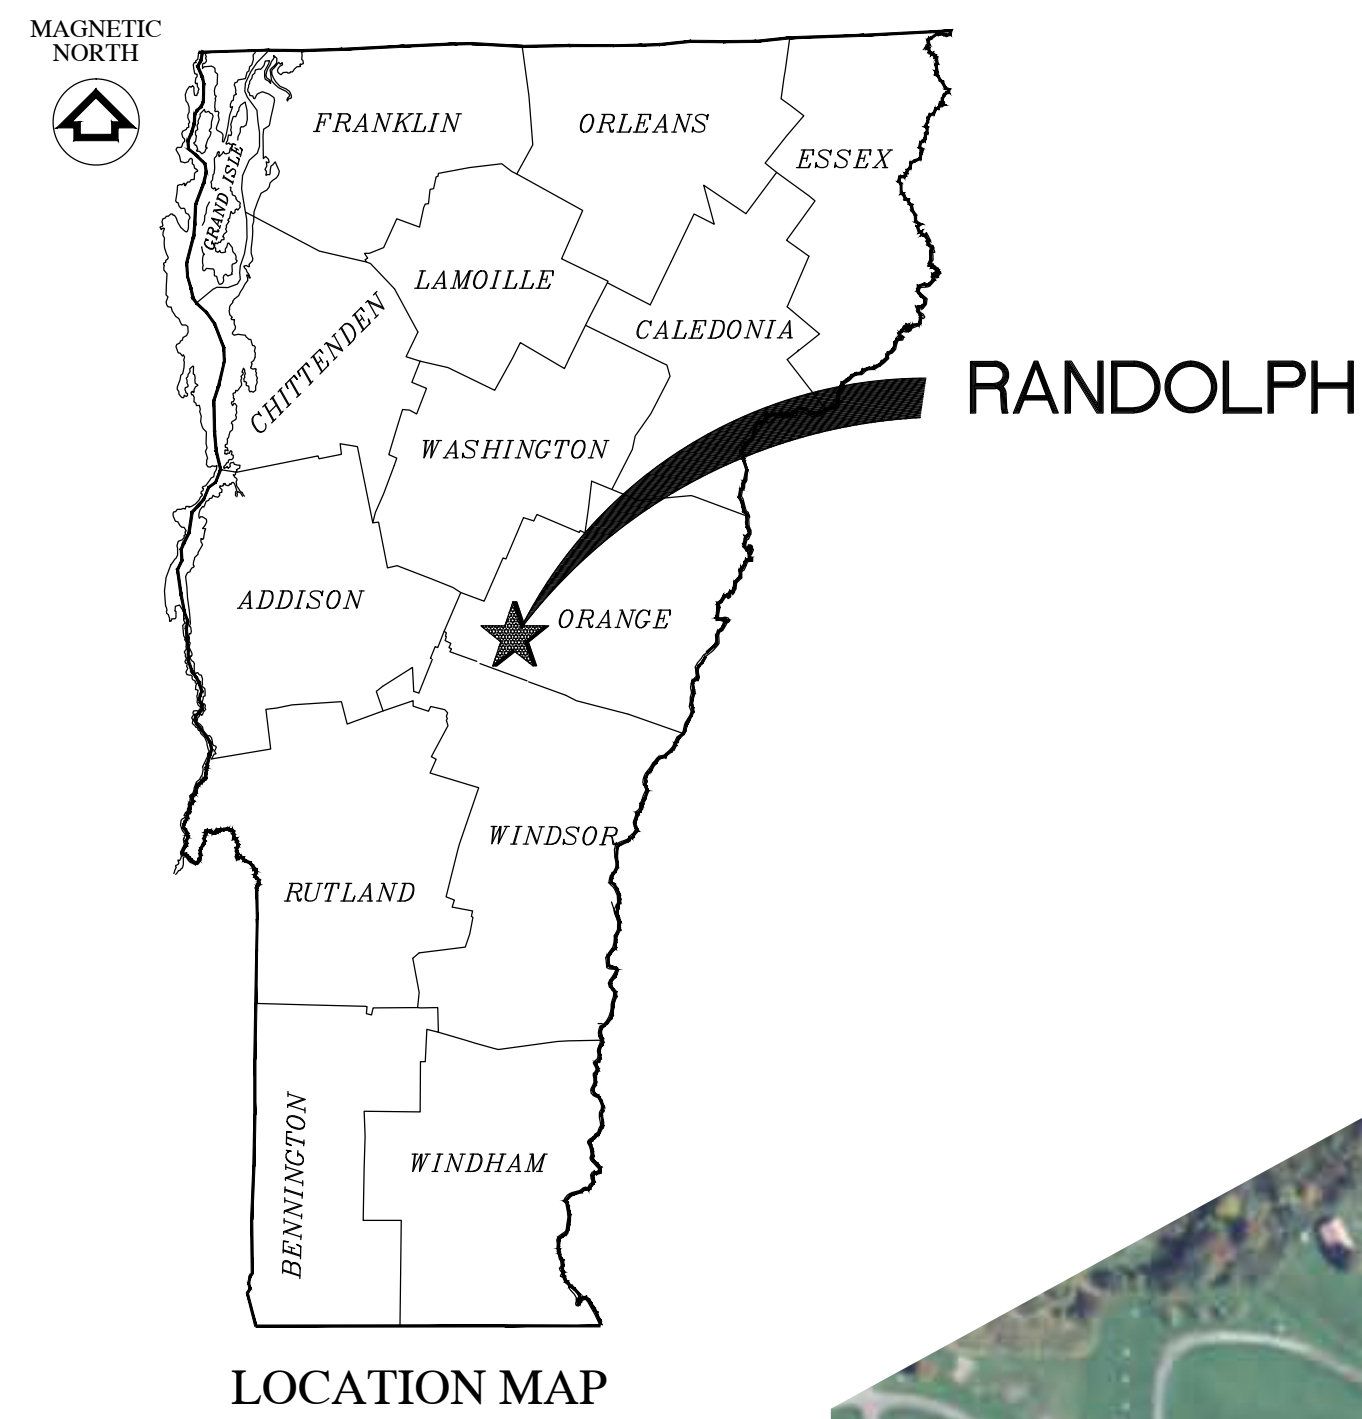 MAGNETIC
NORTH
FRANKLIN
ORLEANS
ESSEX
GRAND ISLE
LAMOILLE
CHITTENDEN
CALEDONIA
RANDOLPH
WASHINGTON
ADDISON
ORANGE
WINDSOR
RUTLAND
BENNINGTON
WINDHAM
LOCATION MAP